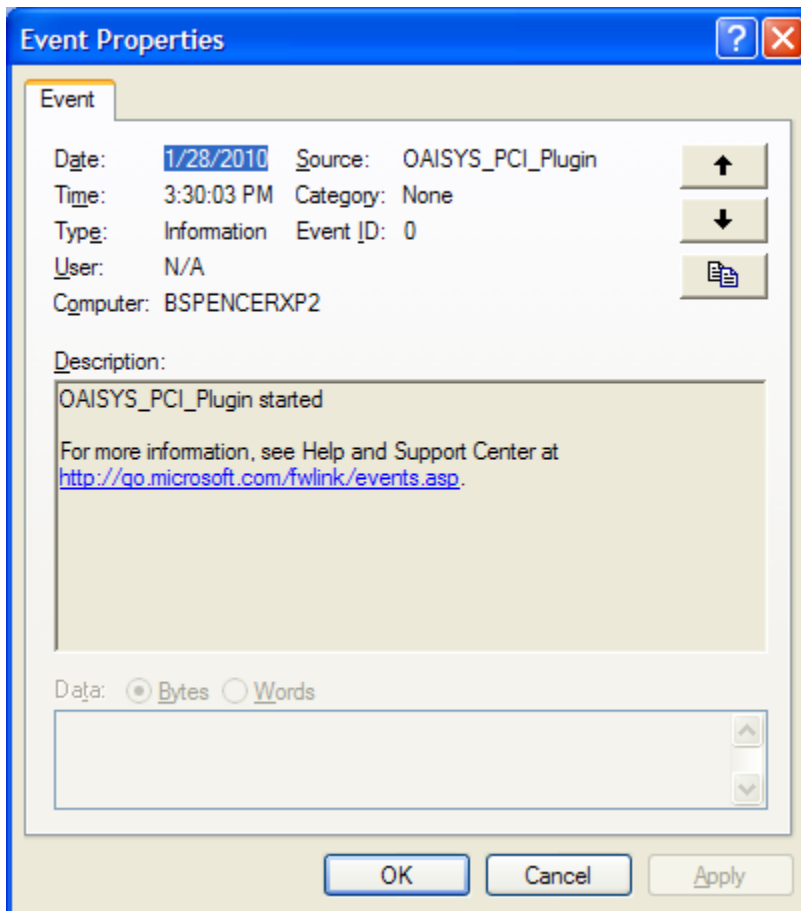 Event Properties
Event
Date: 1/28/2010 Source: OAISYS_PCI_Plugin
Time: 3:30:03 PM Category: None
Type: Information Event ID: 0
User: N/A
Computer: BSPENCERXP2
Description:
OAISYS_PCI_Plugin started
For more information, see Help and Support Center at
http://go.microsoft.com/fwlink/events.asp.
Data: Bytes Words
OK Cancel Apply